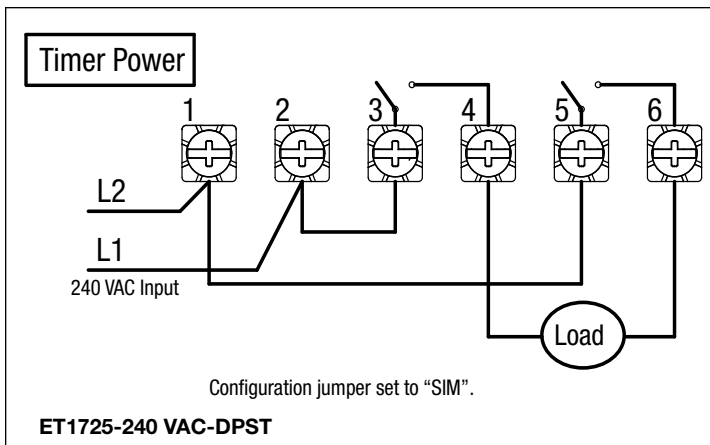 Timer Power
1 2 3 4 5 6
L2
L1
240 VAC Input
Load
Configuration jumper set to “SIM”.
ET1725-240 VAC-DPST